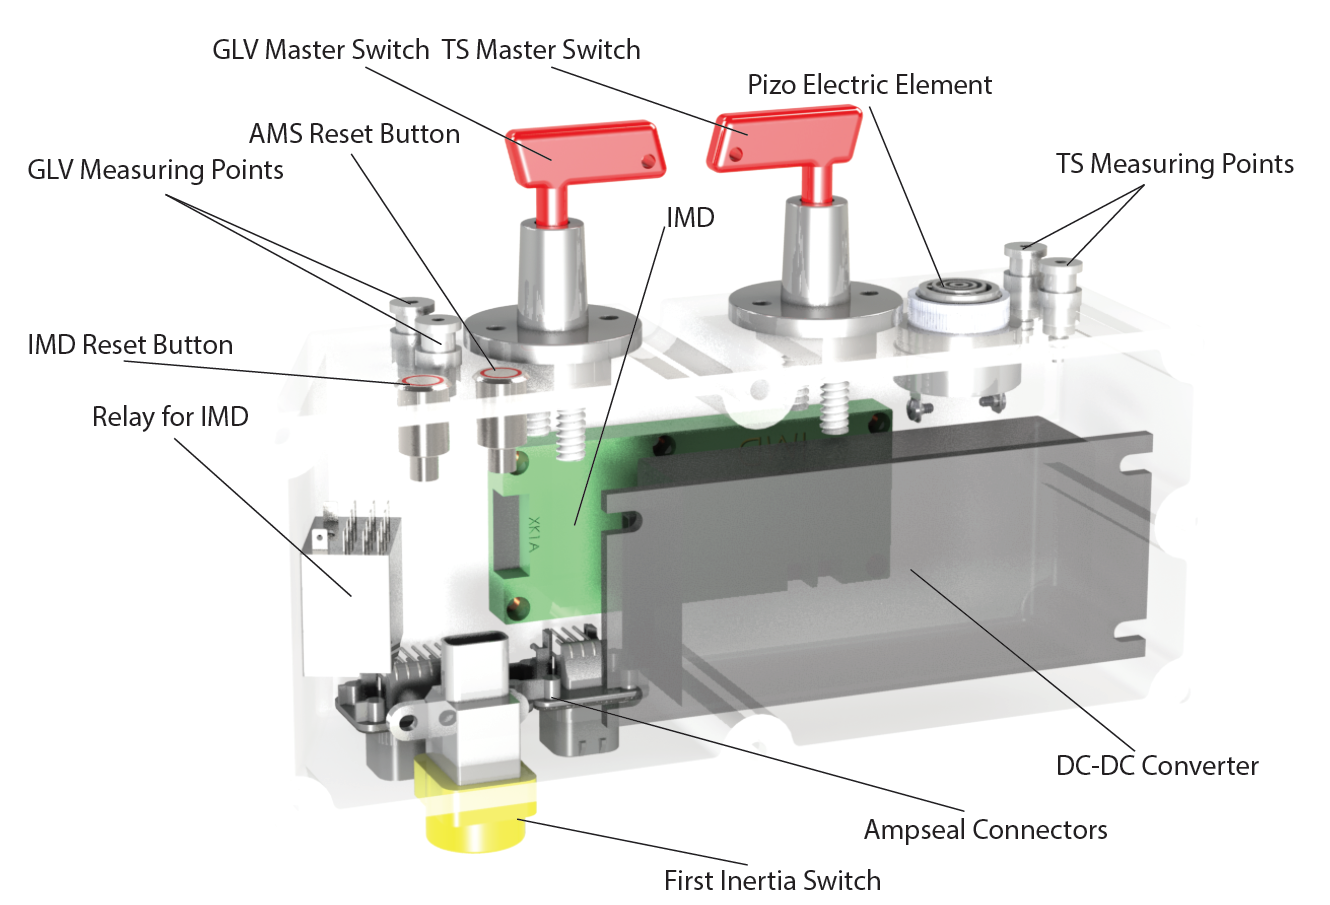 GLV Master Switch
TS Master Switch
Pizo Electric Element
AMS Reset Button
GLV Measuring Points
TS Measuring Points
IMD
IMD Reset Button
Relay for IMD
IMD
XK1A
DC-DC Converter
Ampseal Connectors
First Inertia Switch